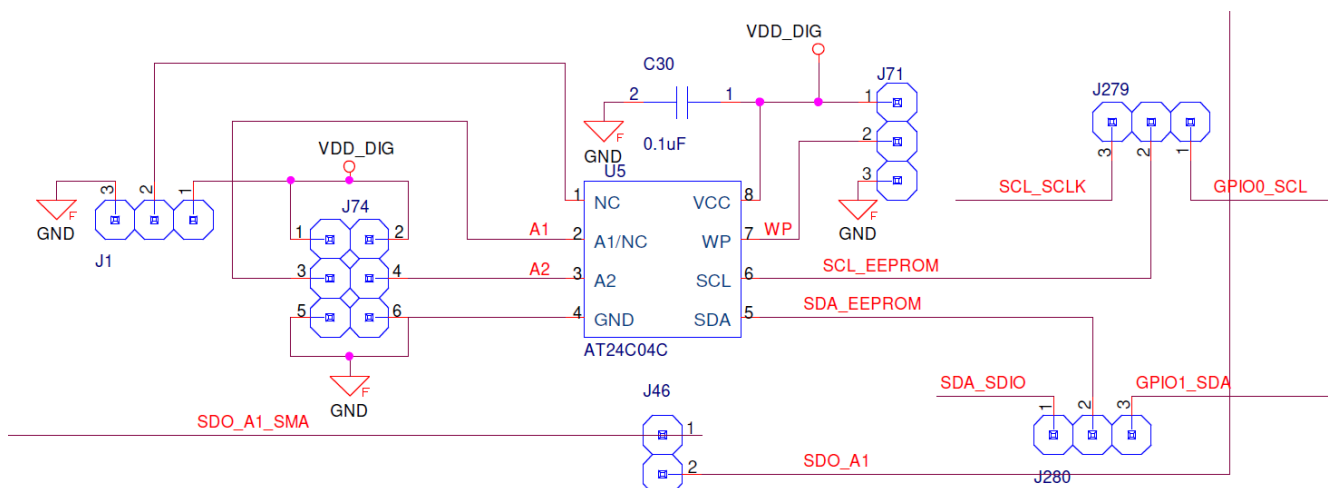 VDD_DIG
C30
J71
2
1
1
J279
F
GND
0.1uF
2
VDD_DIG
U5
3
2
1
1
NC
VCC
8
3
F
GND
SCL_SCLK
GPIO0_SCL
3
2
1
F
GND
J1
J74
1
2
A1
2
A1/NC
WP
7
WP
3
4
A2
3
A2
SCL
6
SCL_EEPROM
5
6
4
GND
SDA
5
SDA_EEPROM
AT24C04C
F
GND
J46
SDA_SDIO
GPIO1_SDA
1
2
3
SDO_A1_SMA
1
2
SDO_A1
J280